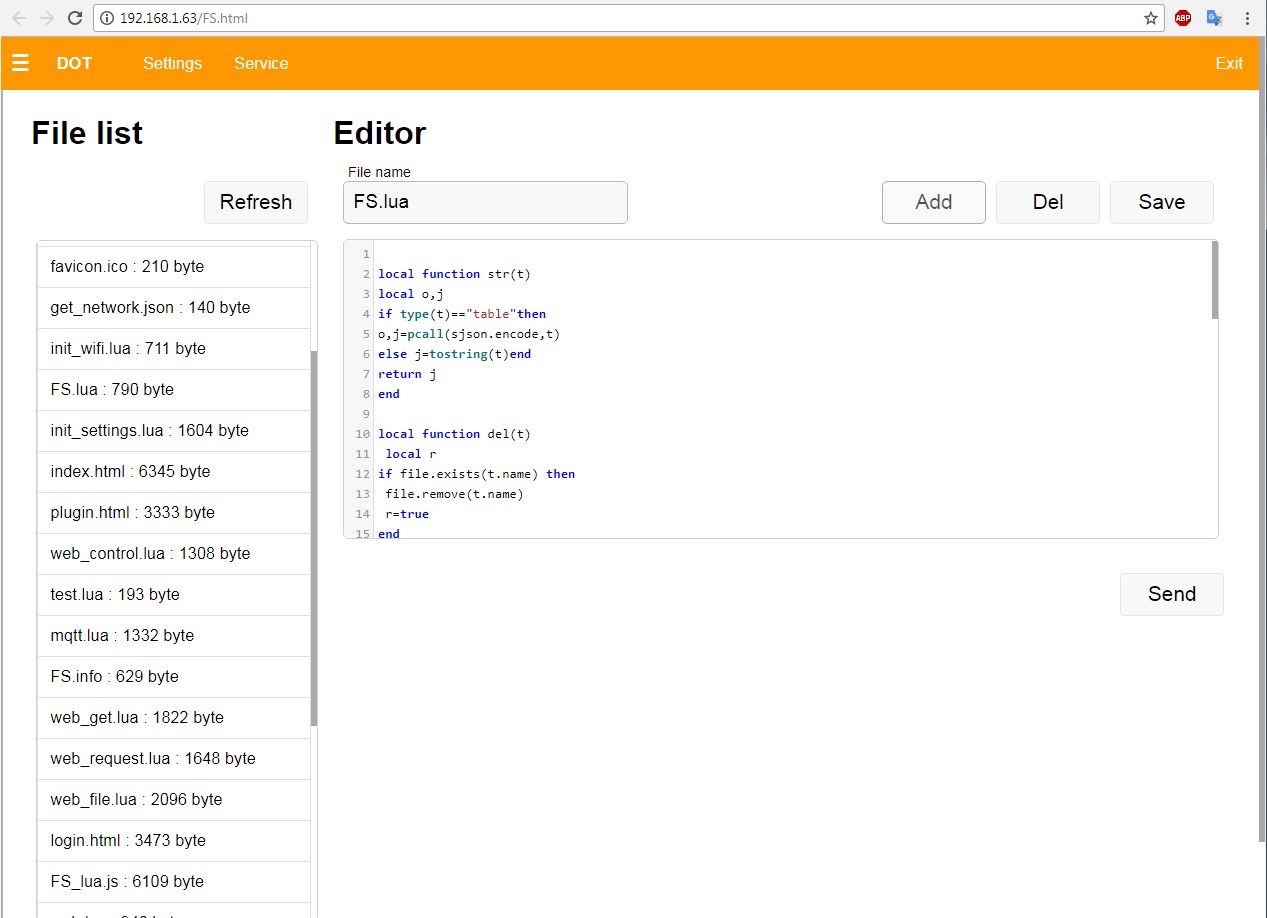 192.168.1.63/FS.html
ABP
DOT Settings Service Exit
File list
Refresh
favicon.ico : 210 byte
get_network.json : 140 byte
init_wifi.lua : 711 byte
FS.lua : 790 byte
init_settings.lua : 1604 byte
index.html : 6345 byte
plugin.html : 3333 byte
web_control.lua : 1308 byte
test.lua : 193 byte
mqtt.lua : 1332 byte
FS.info : 629 byte
web_get.lua : 1822 byte
web_request.lua : 1648 byte
web_file.lua : 2096 byte
login.html : 3473 byte
FS_lua.js : 6109 byte
Editor
File name
FS.lua
Add Del Save
1
2 local function str(t)
3 local o,j
4 if type(t)=="table"then
5 o,j=pcall(sjson.encode,t)
6 else j=tostring(t)end
7 return j
8 end
9
10 local function del(t)
11 local r
12 if file.exists(t.name) then
13 file.remove(t.name)
14 r=true
15 end
Send